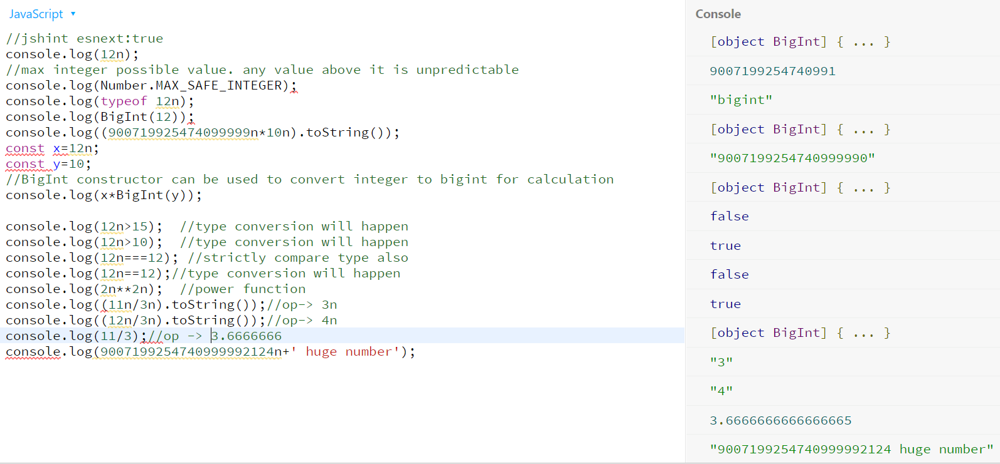 JavaScript
//jshint esnext:true
console.log(12n);
//max integer possible value. any value above it is unpredictable
console.log(Number.MAX_SAFE_INTEGER);
console.log(typeof 12n);
console.log(BigInt(12));
console.log((900719925474099999n*10n).toString());
const x=12n;
const y=10;
//BigInt constructor can be used to convert integer to bigint for calculation
console.log(x*BigInt(y));
console.log(12n>15);  //type conversion will happen
console.log(12n>10);  //type conversion will happen
console.log(12n===12); //strictly compare type also
console.log(12n==12);//type conversion will happen
console.log(2n**2n);  //power function
console.log((11n/3n).toString());//op-> 3n
console.log((12n/3n).toString());//op-> 4n
console.log(11/3);//op -> 3.6666666
console.log(9007199254740999992124n+' huge number');
Console
[object BigInt] { ... }
9007199254740991
"bigint"
[object BigInt] { ... }
"9007199254740999990"
[object BigInt] { ... }
false
true
false
true
[object BigInt] { ... }
"3"
"4"
3.6666666666666665
"9007199254740999992124 huge number"